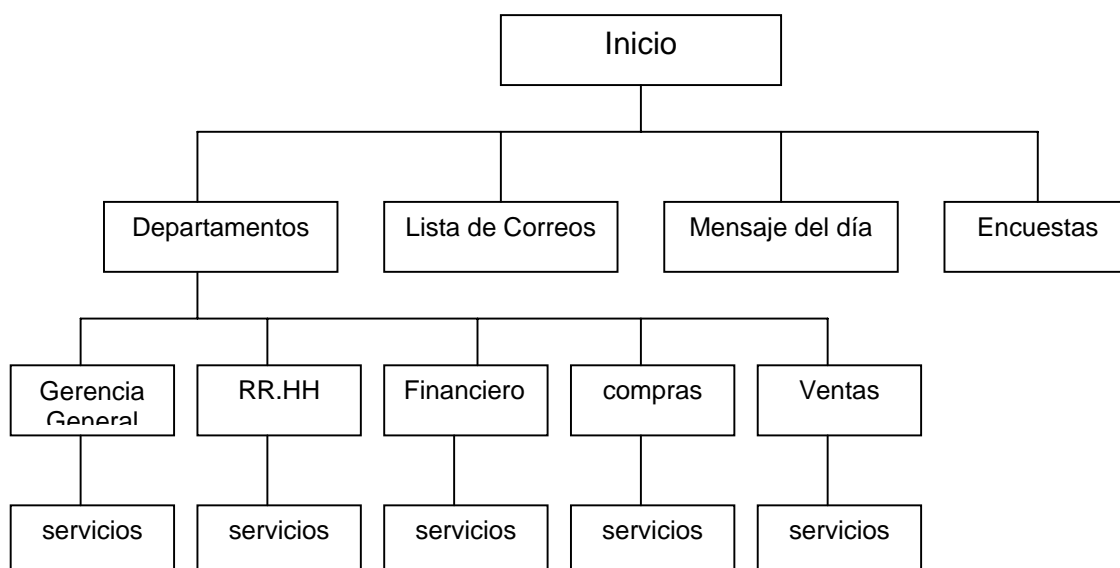 Inicio
Departamentos
Lista de Correos
Mensaje del día
Encuestas
Gerencia
General
RR.HH
Financiero
compras
Ventas
servicios
servicios
servicios
servicios
servicios